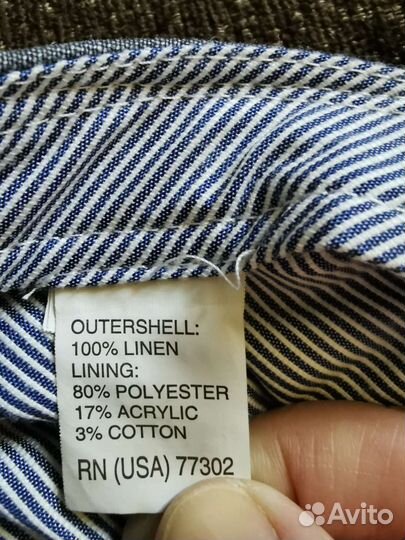 OUTERSHELL:
100% LINEN
LINING:
80% POLYESTER
17% ACRYLIC
3% COTTON
RN (USA) 77302
Avito